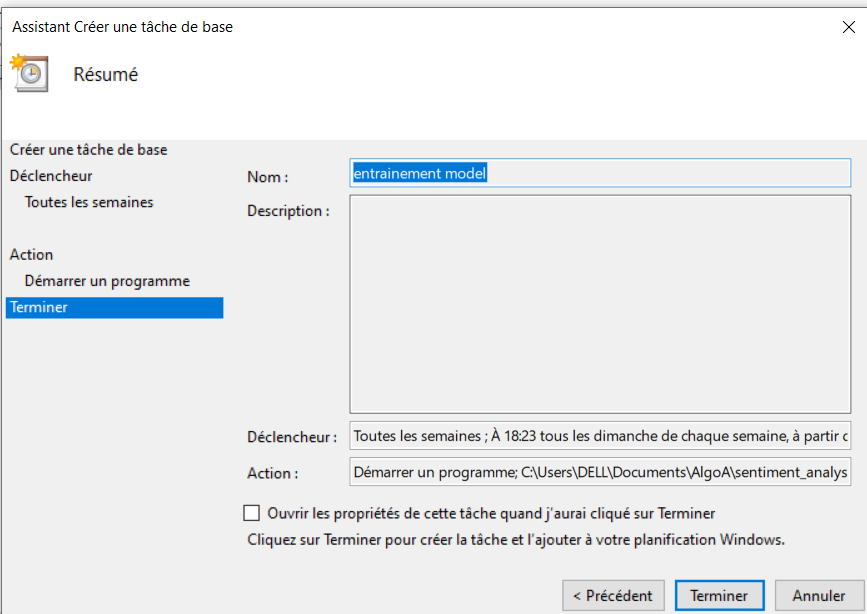 Assistant Créer une tâche de base
Résumé
Créer une tâche de base
Déclencheur
Toutes les semaines
Action
Démarrer un programme
Terminer
Nom :
entrainement model
Description :
Déclencheur :
Toutes les semaines ; À 18:23 tous les dimanche de chaque semaine, à partir
Action :
Démarrer un programme; C:\Users\DELL\Documents\AlgoA\sentiment_analys
Ouvrir les propriétés de cette tâche quand j'aurai cliqué sur Terminer
Cliquez sur Terminer pour créer la tâche et l'ajouter à votre planification Windows.
< Précédent
Terminer
Annuler